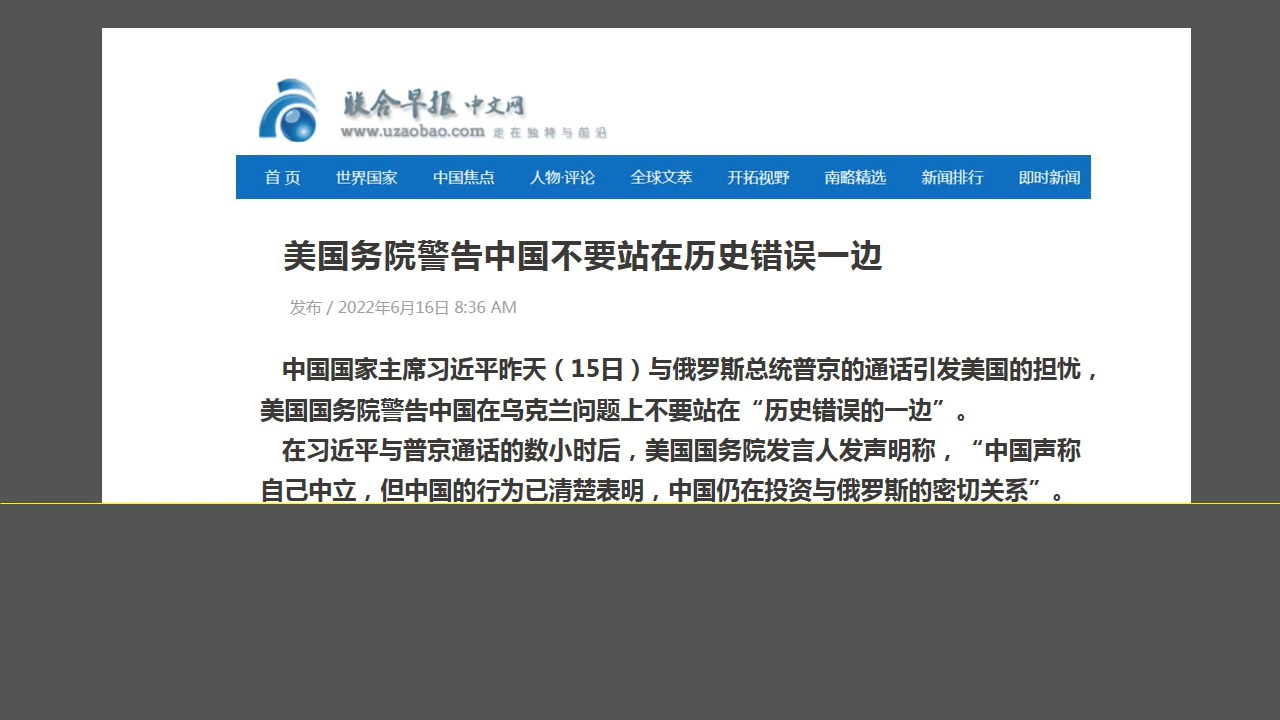 联合早报 中文网
www.uzaobao.com 走在独特与前沿
首 页 世界国家 中国焦点 人物·评论 全球文萃 开拓视野 南略精选 新闻排行 即时新闻
美国务院警告中国不要站在历史错误一边
发布 / 2022年6月16日 8:36 AM
中国国家主席习近平昨天（15日）与俄罗斯总统普京的通话引发美国的担忧，
美国国务院警告中国在乌克兰问题上不要站在“历史错误的一边”。
在习近平与普京通话的数小时后，美国国务院发言人发声明称，“中国声称
自己中立，但中国的行为已清楚表明，中国仍在投资与俄罗斯的密切关系”。